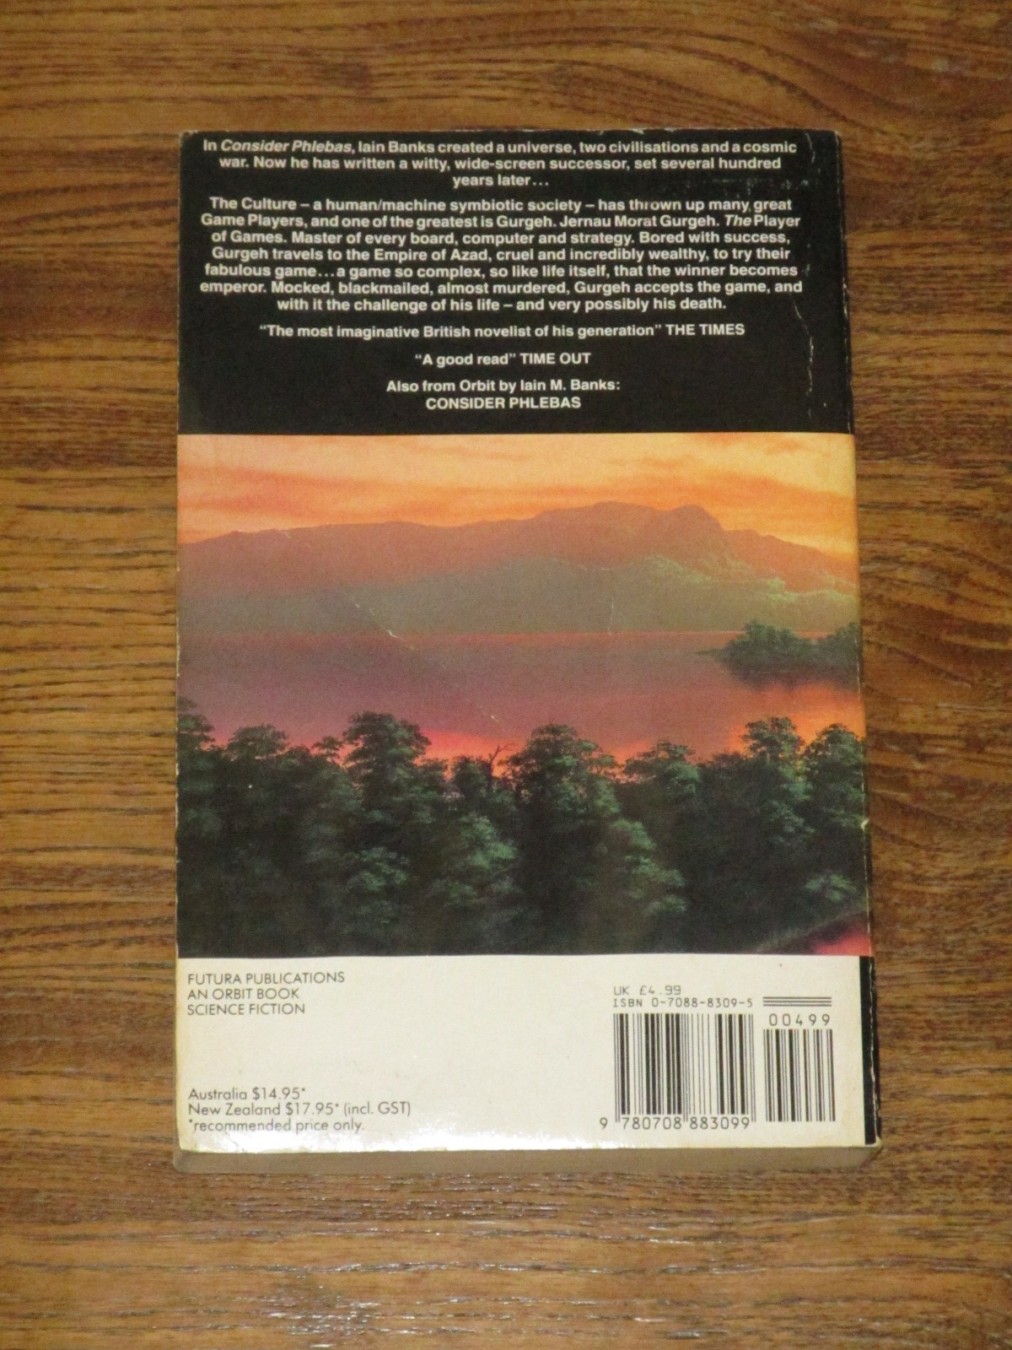 In Consider Phlebas, Iain Banks created a universe, two civilisations and a cosmic
war. Now he has written a witty, wide-screen successor, set several hundred
years later...
The Culture – a human/machine symbiotic society – has thrown up many great
Game Players, and one of the greatest is Gurgeh. Jernau Morat Gurgeh. The Player
of Games. Master of every board, computer and strategy. Bored with success,
Gurgeh travels to the Empire of Azad, cruel and incredibly wealthy, to try their
fabulous game...a game so complex, so like life itself, that the winner becomes
emperor. Mocked, blackmailed, almost murdered, Gurgeh accepts the game, and
with it the challenge of his life – and very possibly his death.
“The most imaginative British novelist of his generation” THE TIMES
“A good read” TIME OUT
Also from Orbit by Iain M. Banks:
CONSIDER PHLEBAS
FUTURA PUBLICATIONS
AN ORBIT BOOK
SCIENCE FICTION
Australia $14.95*
New Zealand $17.95* (incl. GST)
*recommended price only.
UK £4.99
ISBN 0-7088-8309-5
00499
9 780708 883099